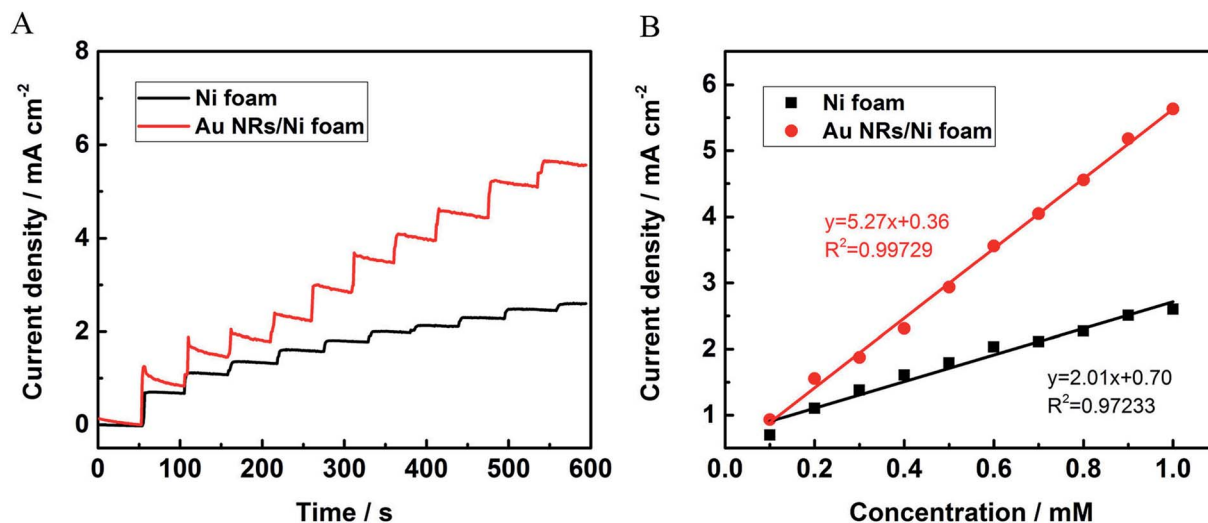 A
Current density / mA cm⁻²
8
6
4
2
0
Ni foam
Au NRs/Ni foam
0 100 200 300 400 500 600
Time / s
B
Current density / mA cm⁻²
6
5
4
3
2
1
Ni foam
Au NRs/Ni foam
y=5.27x+0.36
R²=0.99729
y=2.01x+0.70
R²=0.97233
0.0 0.2 0.4 0.6 0.8 1.0
Concentration / mM